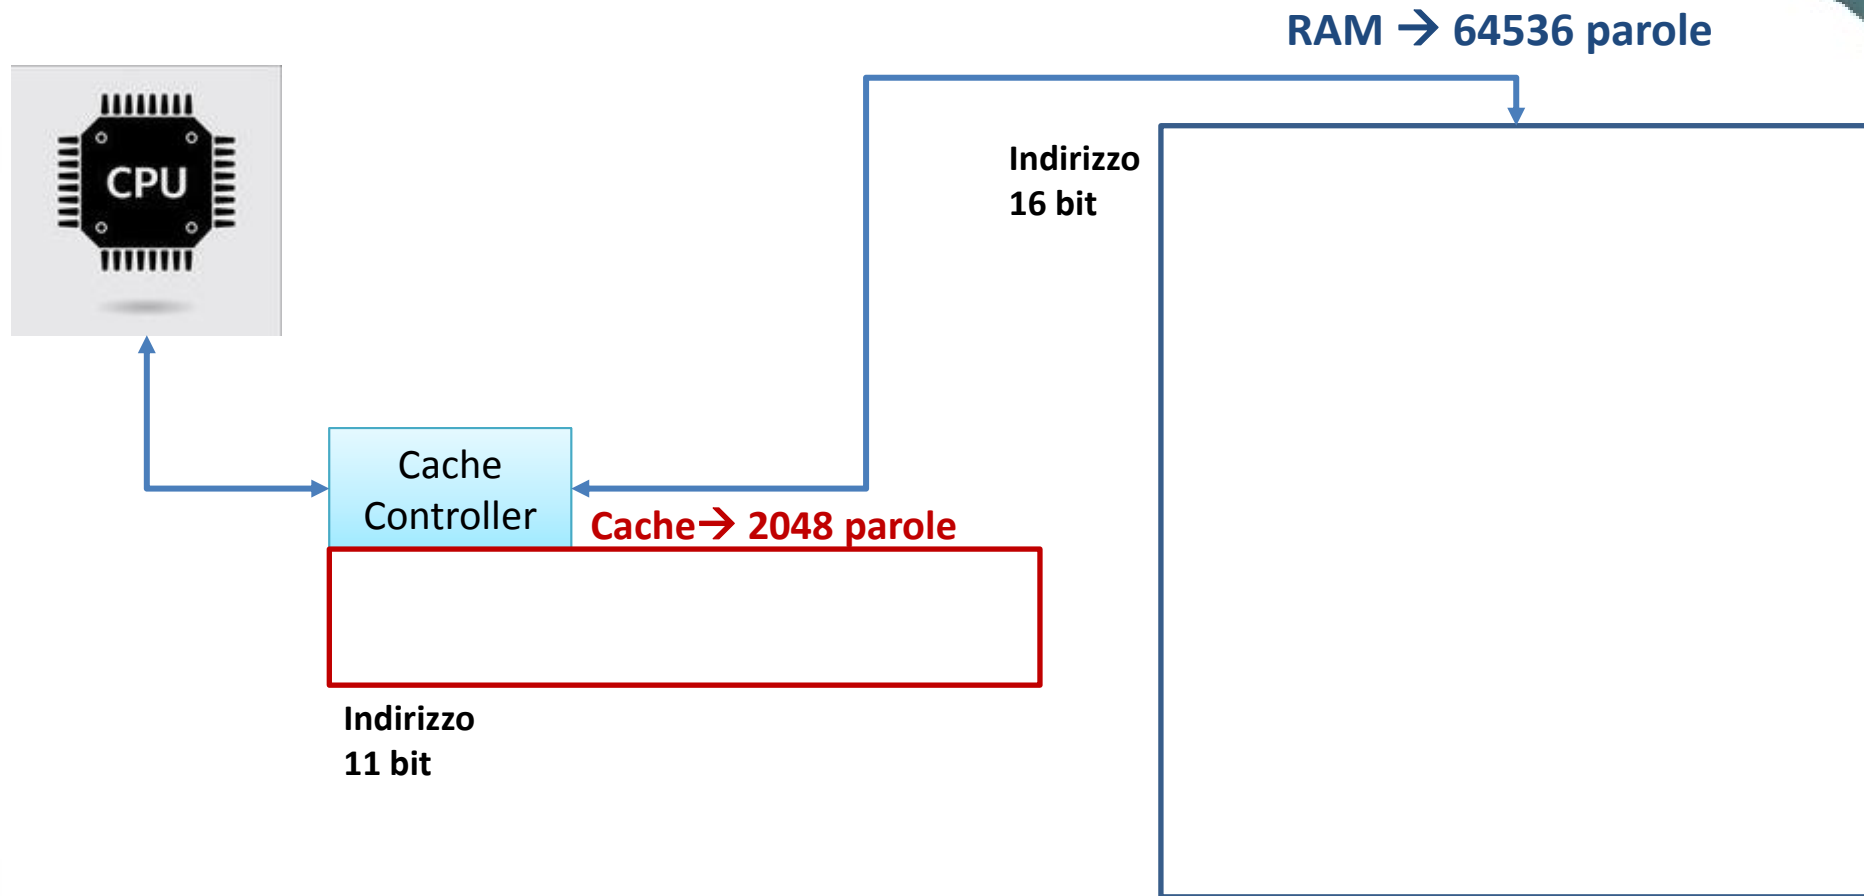 RAM → 64536 parole
CPU
Indirizzo
16 bit
Cache
Controller
Cache→ 2048 parole
Indirizzo
11 bit